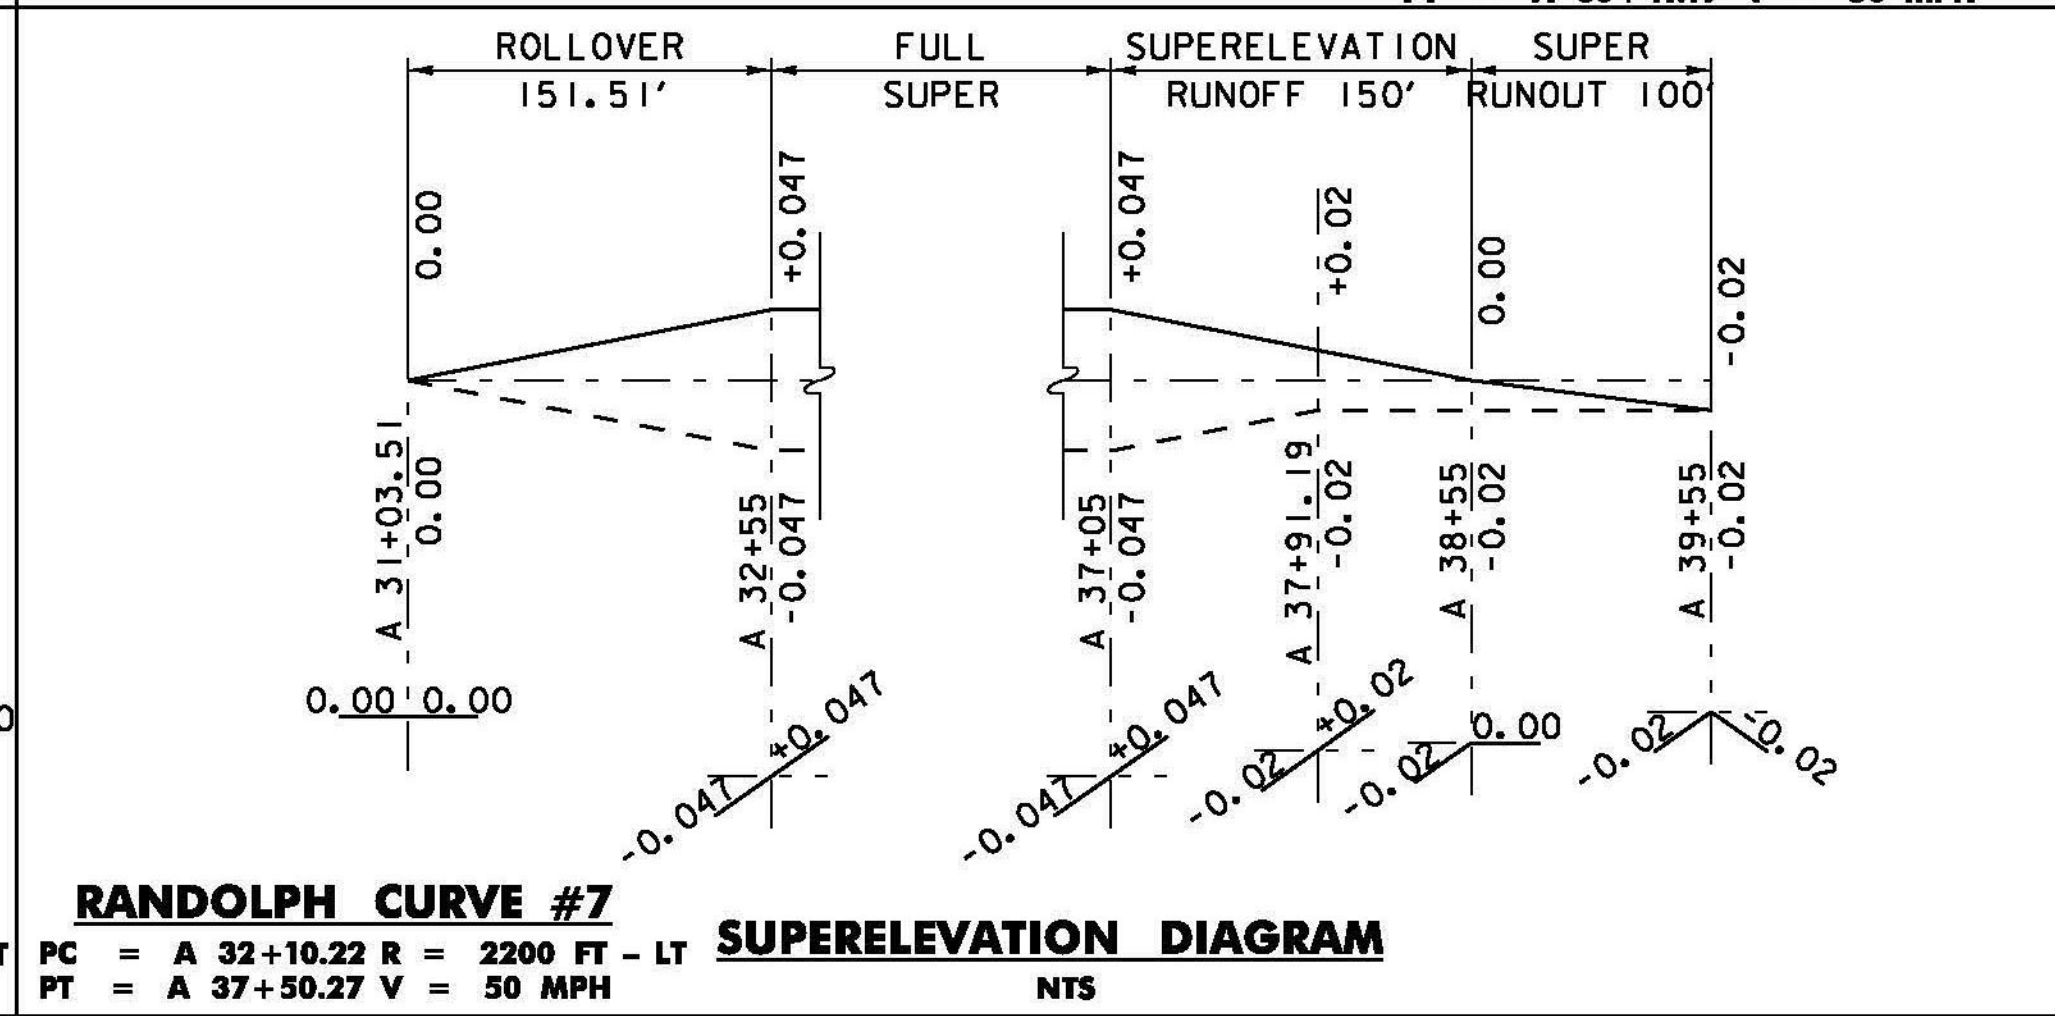 ROLLOVER
151.51'
FULL
SUPER
SUPERELEVATION
RUNOFF 150'
SUPER
RUNOUT 100'
0.00
+0.047
+0.047
+0.02
0.00
-0.02
A 31+03.51
0.00
A 32+55
-0.047
A 37+05
-0.047
A 37+91.19
-0.02
A 38+55
-0.02
A 39+55
-0.02
0.00 0.00
-0.047 +0.047
-0.047 +0.047
-0.02 +0.02
-0.02 0.00
-0.02 -0.02
RANDOLPH CURVE #7
PC = A 32+10.22 R = 2200 FT - LT
PT = A 37+50.27 V = 50 MPH
SUPERELEVATION DIAGRAM
NTS